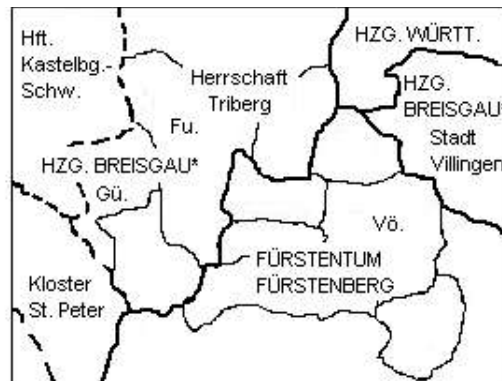 Hft.
Kastelbg.-
Schw.
HZG. WÜRTT.
Herrschaft
Triberg
HZG.
BREISGAU*
Stadt
Villingen
Fu.
HZG. BREISGAU*
Gü.
Vö.
Kloster
St. Peter
FÜRSTENTUM
FÜRSTENBERG